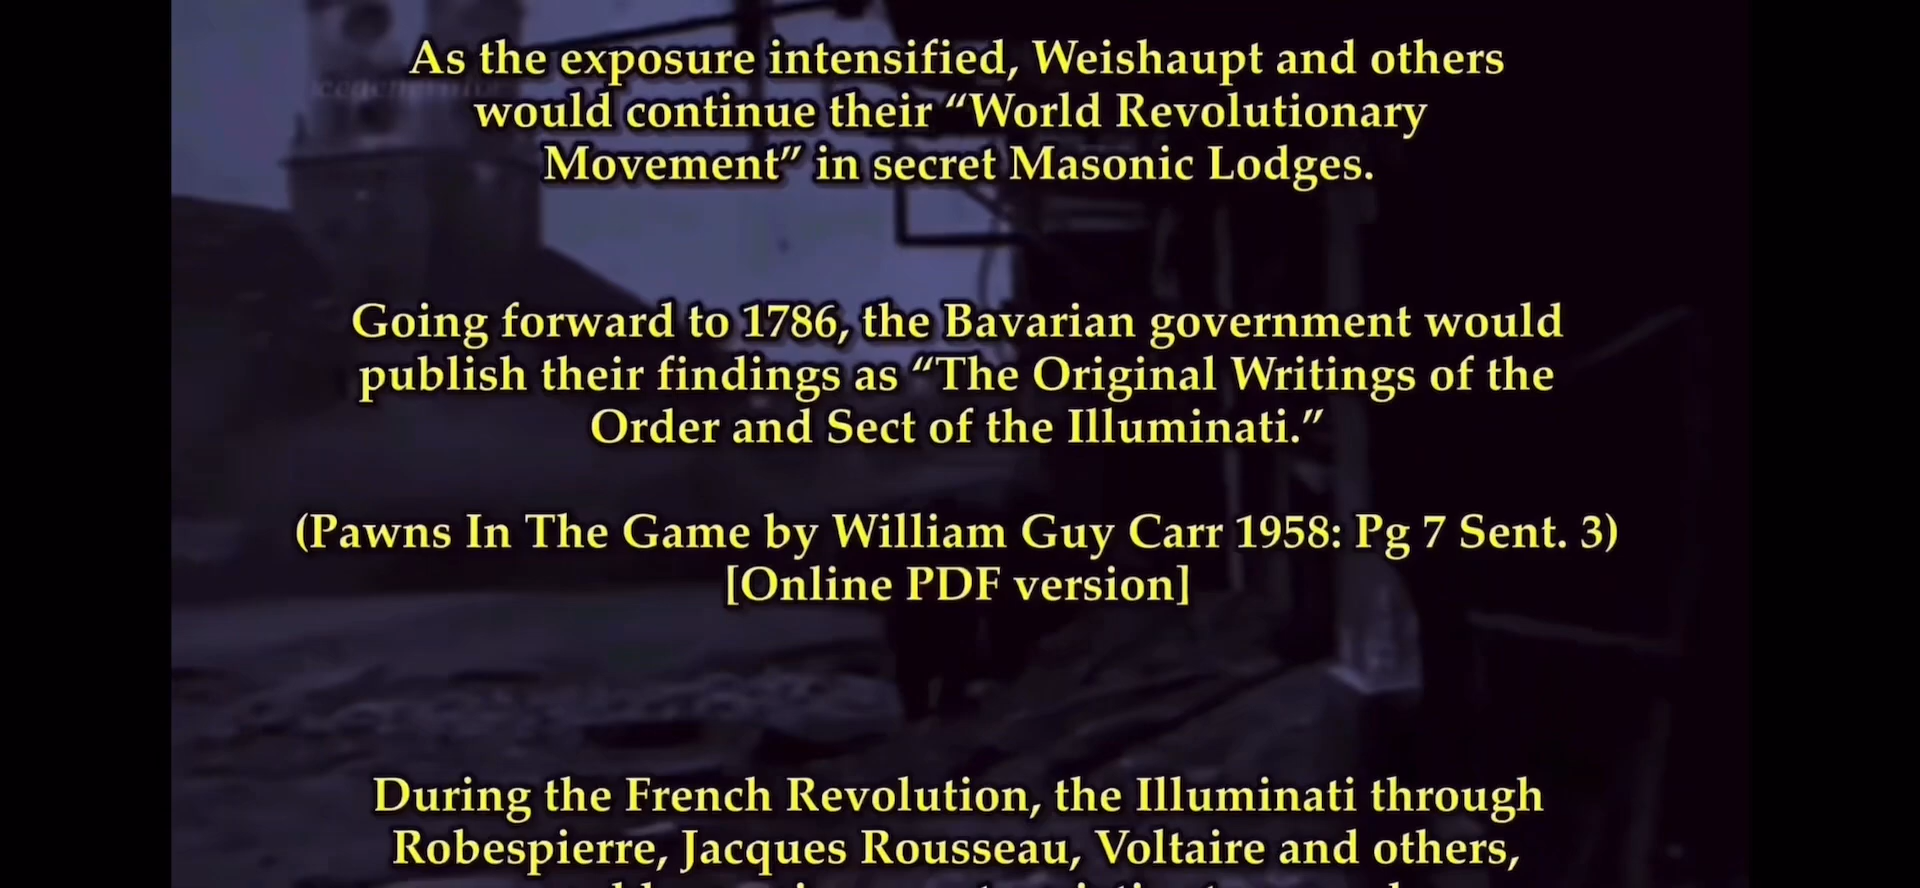 As the exposure intensified, Weishaupt and others
would continue their “World Revolutionary
Movement” in secret Masonic Lodges.
Going forward to 1786, the Bavarian government would
publish their findings as “The Original Writings of the
Order and Sect of the Illuminati.”
(Pawns In The Game by William Guy Carr 1958: Pg 7 Sent. 3)
[Online PDF version]
During the French Revolution, the Illuminati through
Robespierre, Jacques Rousseau, Voltaire and others,